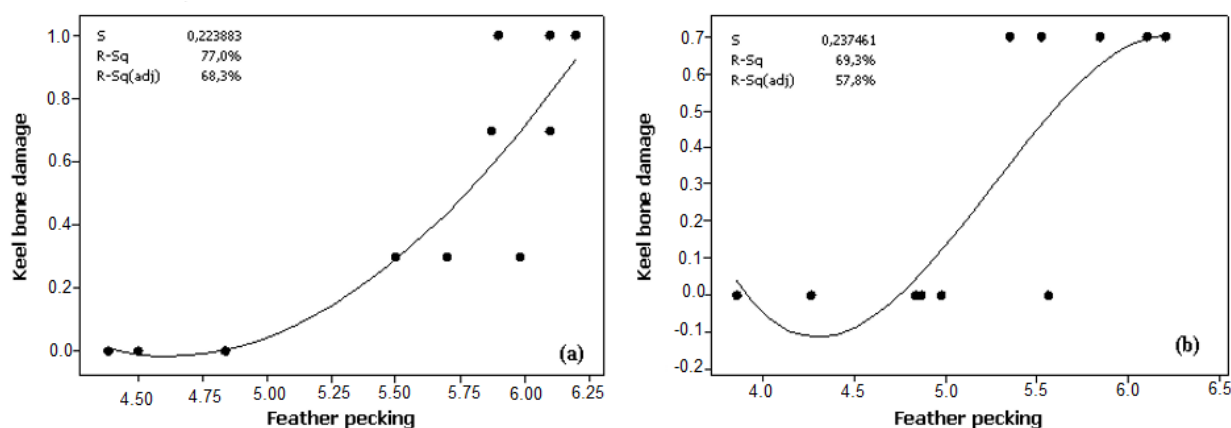 S 0,223883
R-Sq 77,0%
R-Sq(adj) 68,3%
1.0
0.8
0.6
0.4
0.2
0.0
Keel bone damage
4.50 4.75 5.00 5.25 5.50 5.75 6.00 6.25
Feather pecking
(a)
S 0,237461
R-Sq 69,3%
R-Sq(adj) 57,8%
0.7
0.6
0.5
0.4
0.3
0.2
0.1
0.0
-0.1
-0.2
Keel bone damage
4.0 4.5 5.0 5.5 6.0 6.5
Feather pecking
(b)